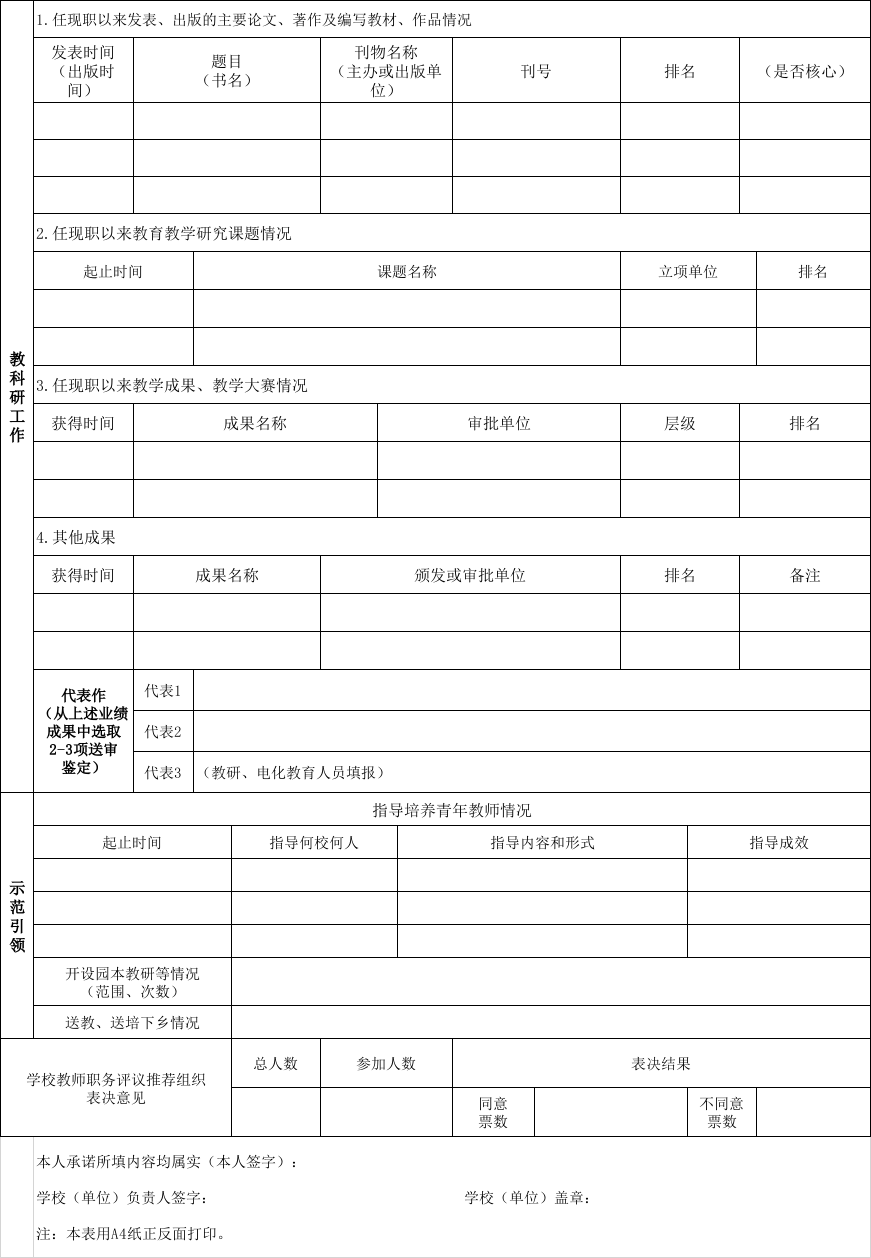 教
科
研
工
作
1.任现职以来发表、出版的主要论文、著作及编写教材、作品情况
发表时间
（出版时
间）
题目
（书名）
刊物名称
（主办或出版单
位）
刊号
排名
（是否核心）
2.任现职以来教育教学研究课题情况
起止时间
课题名称
立项单位
排名
3.任现职以来教学成果、教学大赛情况
获得时间
成果名称
审批单位
层级
排名
4.其他成果
获得时间
成果名称
颁发或审批单位
排名
备注
代表作
（从上述业绩
成果中选取
2-3项送审
鉴定）
代表1
代表2
代表3
（教研、电化教育人员填报）
示
范
引
领
指导培养青年教师情况
起止时间
指导何校何人
指导内容和形式
指导成效
开设园本教研等情况
（范围、次数）
送教、送培下乡情况
学校教师职务评议推荐组织
表决意见
总人数
参加人数
表决结果
同意
票数
不同意
票数
本人承诺所填内容均属实（本人签字）：
学校（单位）负责人签字：
学校（单位）盖章：
注：本表用A4纸正反面打印。